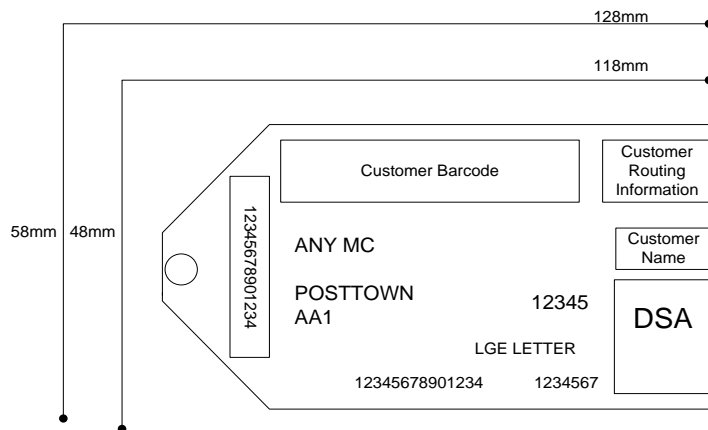 128mm
118mm
Customer Barcode
Customer
Routing
Information
58mm
48mm
12345678901234
ANY MC
Customer
Name
POSTTOWN
AA1
12345
DSA
LGE LETTER
12345678901234
1234567